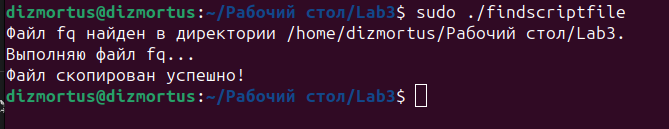 dizmortus@dizmortus:~/Рабочий стол/Lab3$ sudo ./findscriptfile
Файл fq найден в директории /home/dizmortus/Рабочий стол/Lab3.
Выполняю файл fq...
Файл скопирован успешно!
dizmortus@dizmortus:~/Рабочий стол/Lab3$